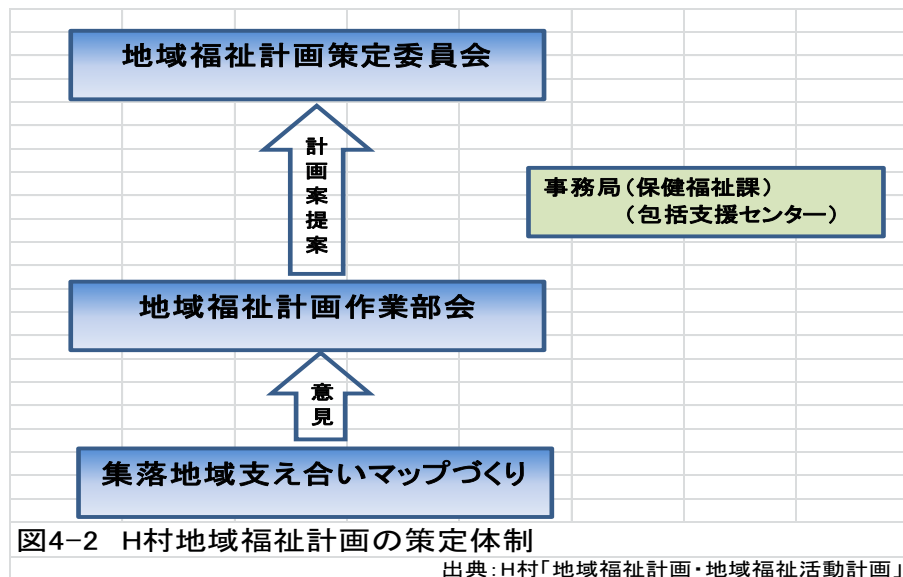 地域福祉計画策定委員会
計画案提案
事務局（保健福祉課）
（包括支援センター）
地域福祉計画作業部会
意見
集落地域支え合いマップづくり
図4-2　H村地域福祉計画の策定体制
出典：H村「地域福祉計画・地域福祉活動計画」